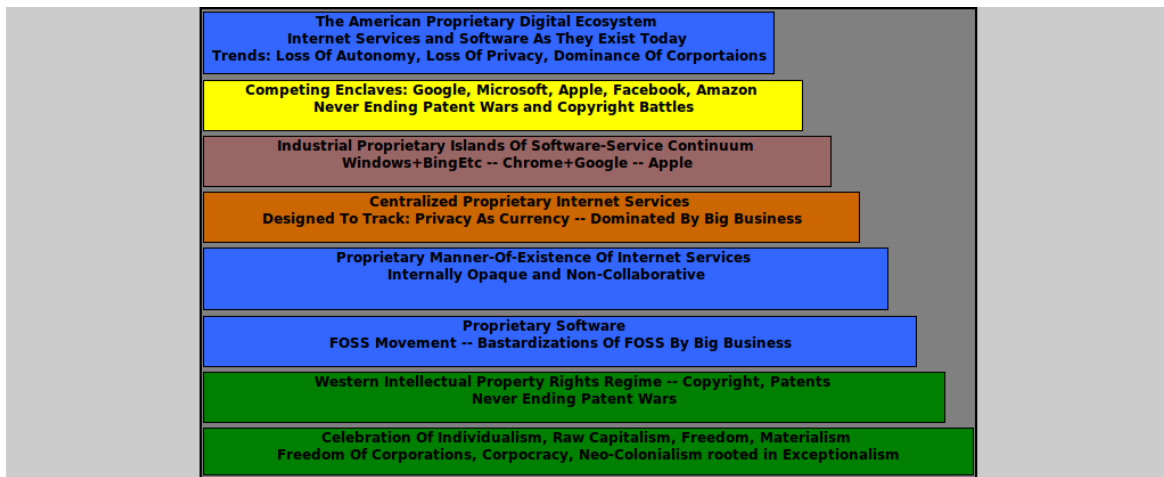 The American Proprietary Digital Ecosystem
Internet Services and Software As They Exist Today
Trends: Loss Of Autonomy, Loss Of Privacy, Dominance Of Corportaions
Competing Enclaves: Google, Microsoft, Apple, Facebook, Amazon
Never Ending Patent Wars and Copyright Battles
Industrial Proprietary Islands Of Software-Service Continuum
Windows+BingEtc -- Chrome+Google -- Apple
Centralized Proprietary Internet Services
Designed To Track: Privacy As Currency -- Dominated By Big Business
Proprietary Manner-Of-Existence Of Internet Services
Internally Opaque and Non-Collaborative
Proprietary Software
FOSS Movement -- Bastardizations Of FOSS By Big Business
Western Intellectual Property Rights Regime -- Copyright, Patents
Never Ending Patent Wars
Celebration Of Individualism, Raw Capitalism, Freedom, Materialism
Freedom Of Corporations, Corpocracy, Neo-Colonialism rooted in Exceptionalism